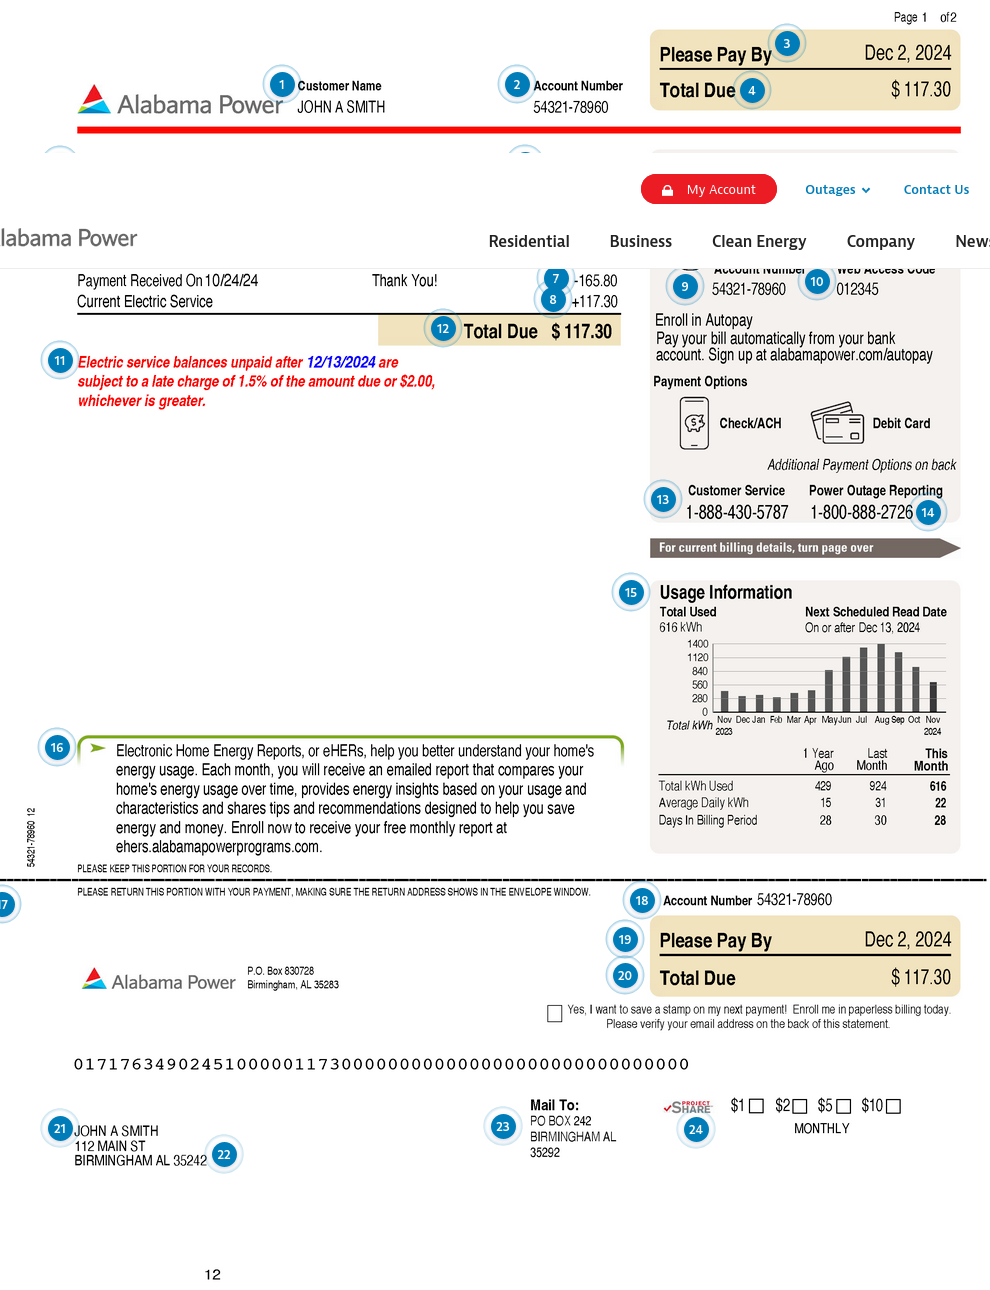 Page 1 of 2
3
Please Pay By Dec 2, 2024
1 Customer Name
2 Account Number
Total Due 4 $ 117.30
Alabama Power
JOHN A SMITH
54321-78960
My Account
Outages
Contact Us
Alabama Power
Residential
Business
Clean Energy
Company
News
Payment Received On 10/24/24 Thank You! 7 -165.80
Current Electric Service 8 +117.30
12 Total Due $ 117.30
11 Electric service balances unpaid after 12/13/2024 are
subject to a late charge of 1.5% of the amount due or $2.00,
whichever is greater.
Account Number
Web Access Code
9 54321-78960
10 012345
Enroll in Autopay
Pay your bill automatically from your bank
account. Sign up at alabamapower.com/autopay
Payment Options
Check/ACH
Debit Card
Additional Payment Options on back
13 Customer Service
Power Outage Reporting
1-888-430-5787
1-800-888-2726 14
For current billing details, turn page over
15 Usage Information
Total Used
Next Scheduled Read Date
616 kWh
On or after Dec 13, 2024
1400
1120
840
560
280
0
Total kWh
Nov Dec Jan Feb Mar Apr May Jun Jul Aug Sep Oct Nov
2023 2024
1 Year Last This
Ago Month Month
Total kWh Used 429 924 616
Average Daily kWh 15 31 22
Days In Billing Period 28 30 28
16 Electronic Home Energy Reports, or eHERs, help you better understand your home's
energy usage. Each month, you will receive an emailed report that compares your
home's energy usage over time, provides energy insights based on your usage and
characteristics and shares tips and recommendations designed to help you save
energy and money. Enroll now to receive your free monthly report at
ehers.alabamapowerprograms.com.
54321-78960 12
PLEASE KEEP THIS PORTION FOR YOUR RECORDS.
PLEASE RETURN THIS PORTION WITH YOUR PAYMENT, MAKING SURE THE RETURN ADDRESS SHOWS IN THE ENVELOPE WINDOW.
17
18 Account Number 54321-78960
19 Please Pay By Dec 2, 2024
20 Total Due $ 117.30
Alabama Power
P.O. Box 830728
Birmingham, AL 35283
Yes, I want to save a stamp on my next payment! Enroll me in paperless billing today.
Please verify your email address on the back of this statement.
21 JOHN A SMITH
112 MAIN ST
BIRMINGHAM AL 35242 22
23 Mail To:
PO BOX 242
BIRMINGHAM AL
35292
PROJECT
SHARE
$1 $2 $5 $10
24 MONTHLY
12